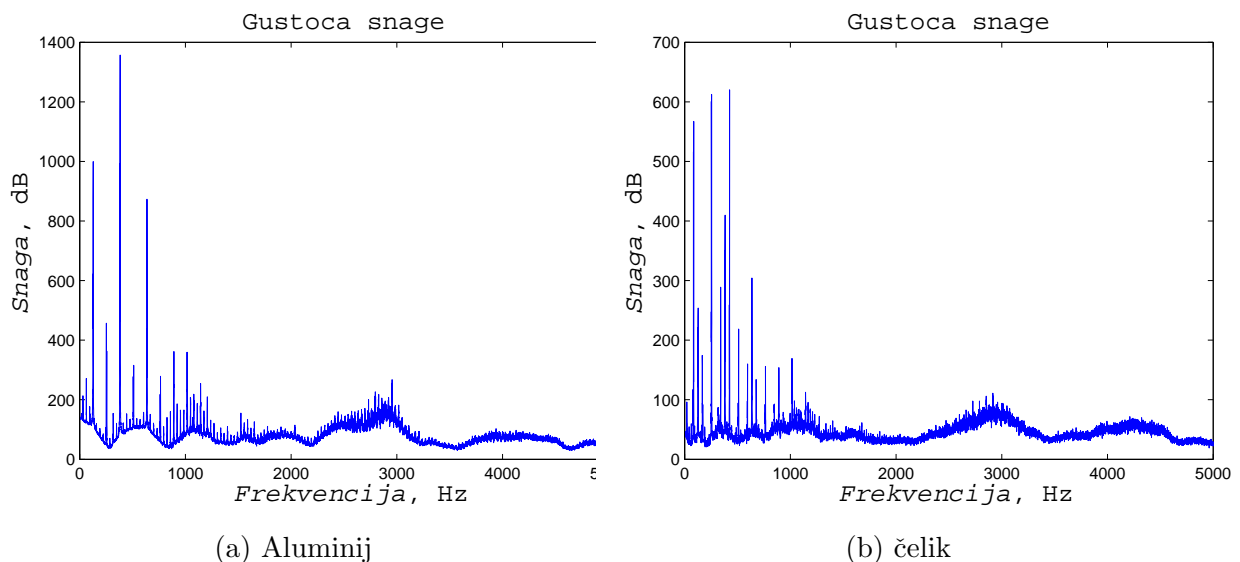 Gustoca snage
1400
1200
1000
800
600
400
200
0
0 1000 2000 3000 4000 5
Snaga, dB
Frekvencija, Hz
(a) Aluminij
Gustoca snage
700
600
500
400
300
200
100
0
0 1000 2000 3000 4000 5000
Snaga, dB
Frekvencija, Hz
(b) čelik